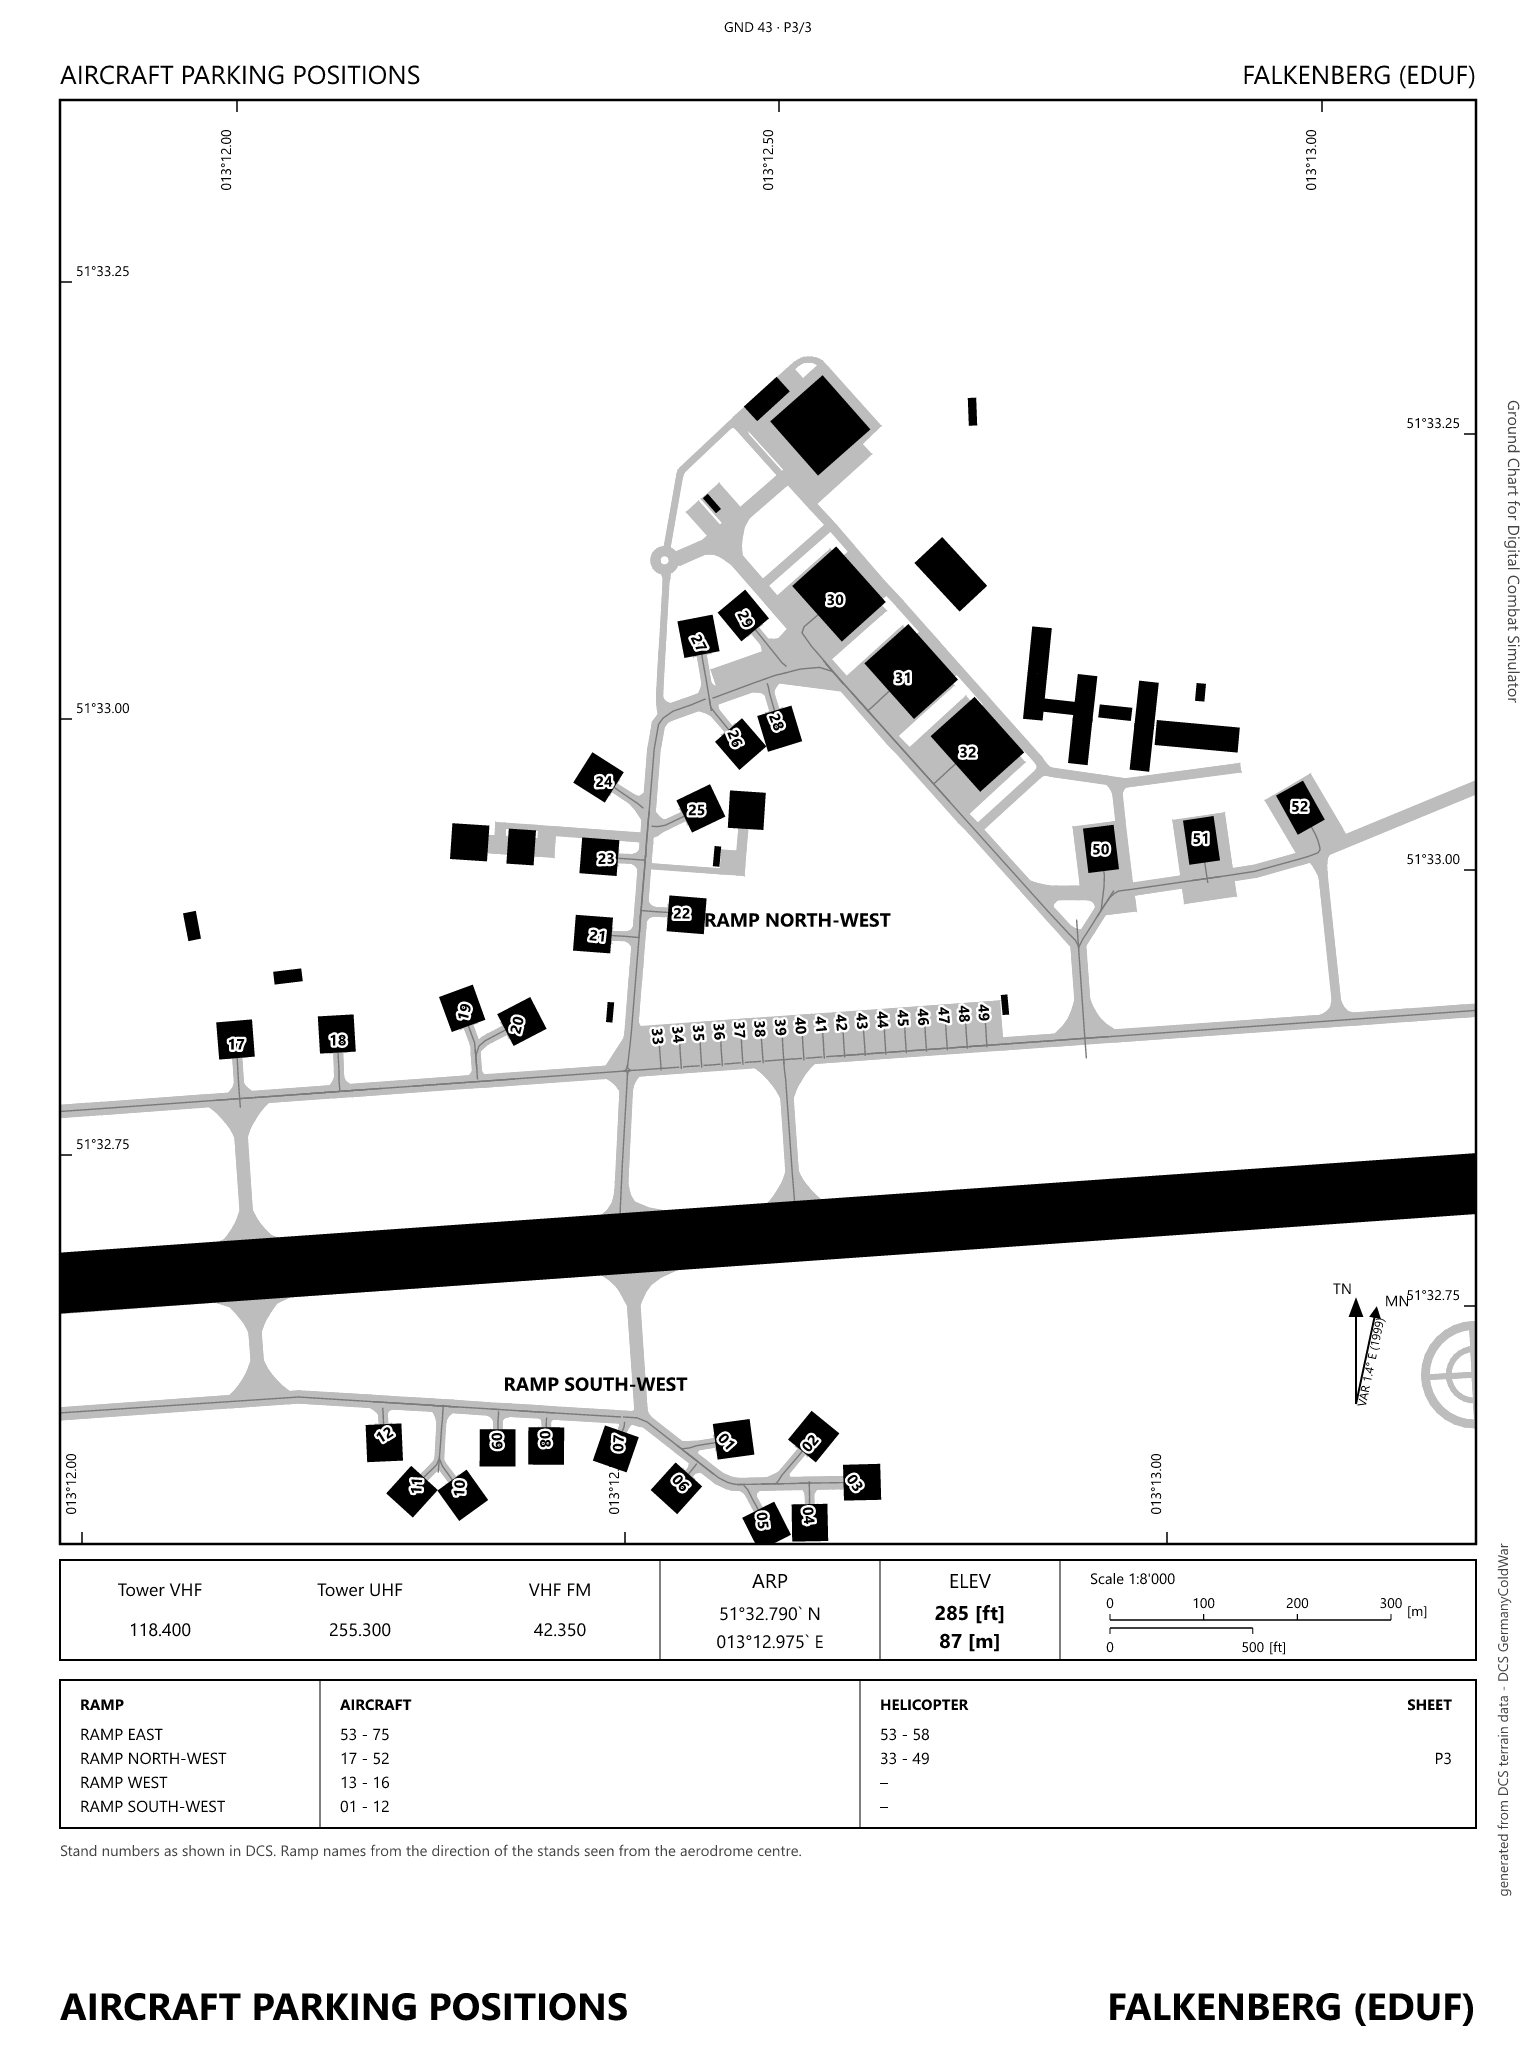 GND 43 · P3/3
AIRCRAFT PARKING POSITIONS
FALKENBERG (EDUF)
013°12.00
013°12.50
013°13.00
51°33.25
51°33.25
Ground Chart for Digital Combat Simulator
30
29
27
31
51°33.00
28
26
32
24
25
52
51
50
23
51°33.00
22
RAMP NORTH-WEST
21
19
20
17
18
33
34
35
36
37
38
39
40
41
42
43
44
45
46
47
48
49
51°32.75
TN
MN
51°32.75
VAR 1.4° E (1999)
RAMP SOUTH-WEST
12
09
08
07
01
02
11
10
06
03
05
04
013°12.00
013°12
013°13.00
Tower VHF
118.400
Tower UHF
255.300
VHF FM
42.350
ARP
51°32.790` N
013°12.975` E
ELEV
285 [ft]
87 [m]
Scale 1:8'000
0 100 200 300 [m]
0 500 [ft]
RAMP AIRCRAFT HELICOPTER SHEET
RAMP EAST 53 - 75 53 - 58
RAMP NORTH-WEST 17 - 52 33 - 49 P3
RAMP WEST 13 - 16 –
RAMP SOUTH-WEST 01 - 12 –
generated from DCS terrain data - DCS GermanyColdWar
Stand numbers as shown in DCS. Ramp names from the direction of the stands seen from the aerodrome centre.
AIRCRAFT PARKING POSITIONS
FALKENBERG (EDUF)